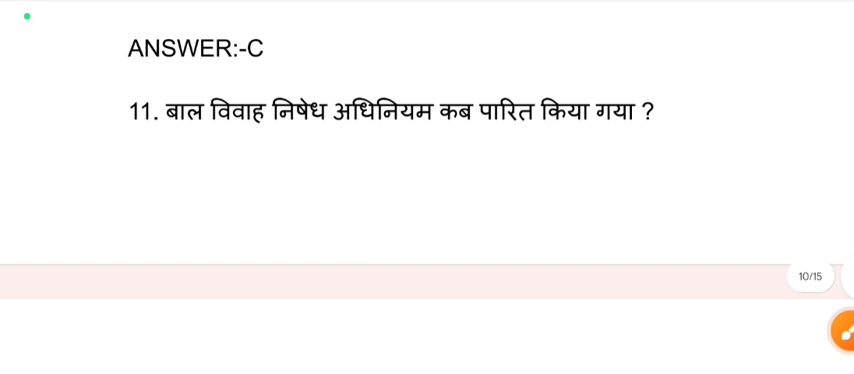 ANSWER:-C
11. बाल विवाह निषेध अधिनियम कब पारित किया गया ?
10/15